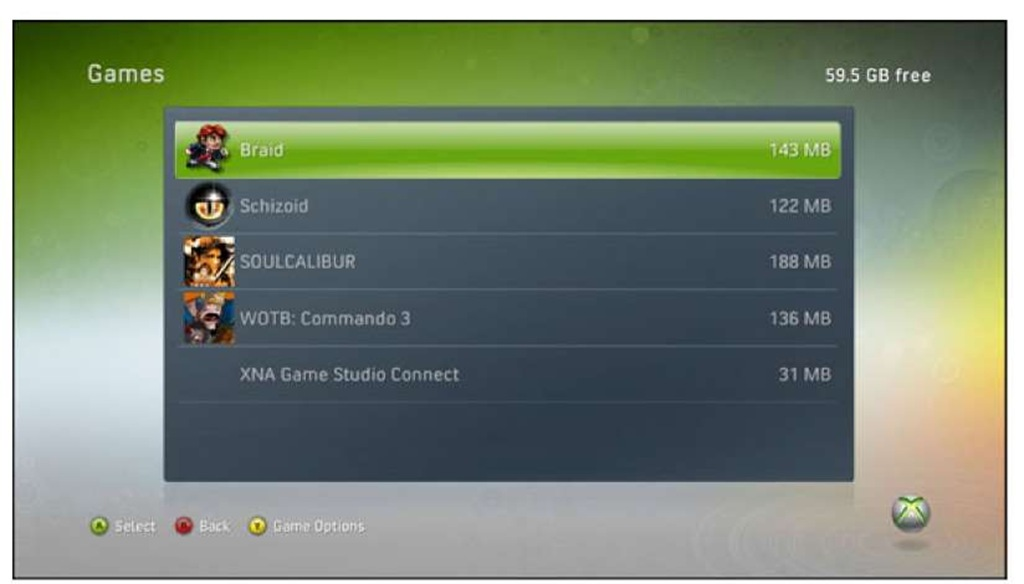 Games 59.5 GB free
Braid 143 MB
Schizoid 122 MB
SOULCALIBUR 188 MB
WOTB: Commando 3 136 MB
XNA Game Studio Connect 31 MB
A Select B Back Y Game Options